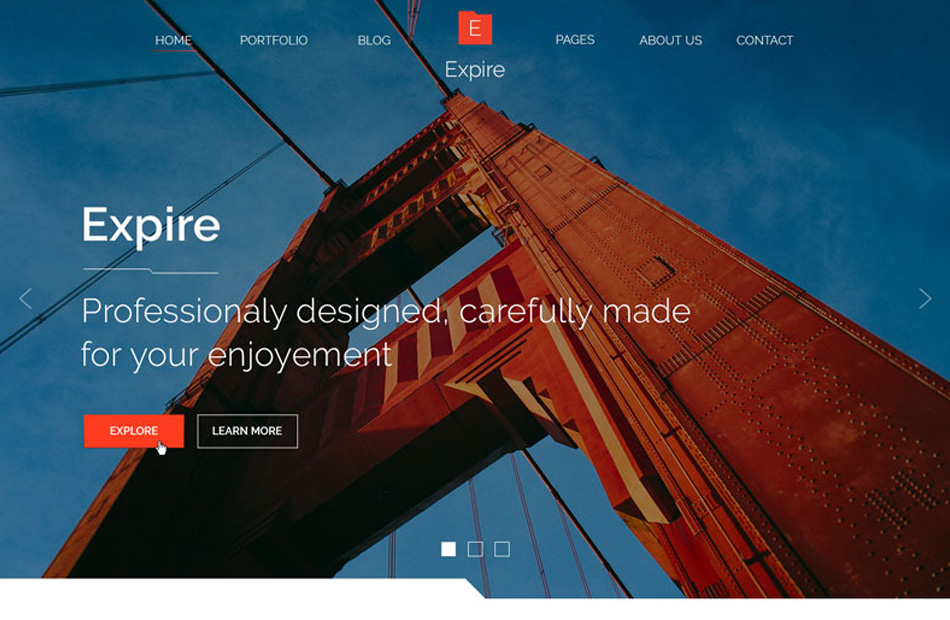 HOME PORTFOLIO BLOG E PAGES ABOUT US CONTACT
Expire
Expire
Professionaly designed, carefully made
for your enjoyement
EXPLORE LEARN MORE